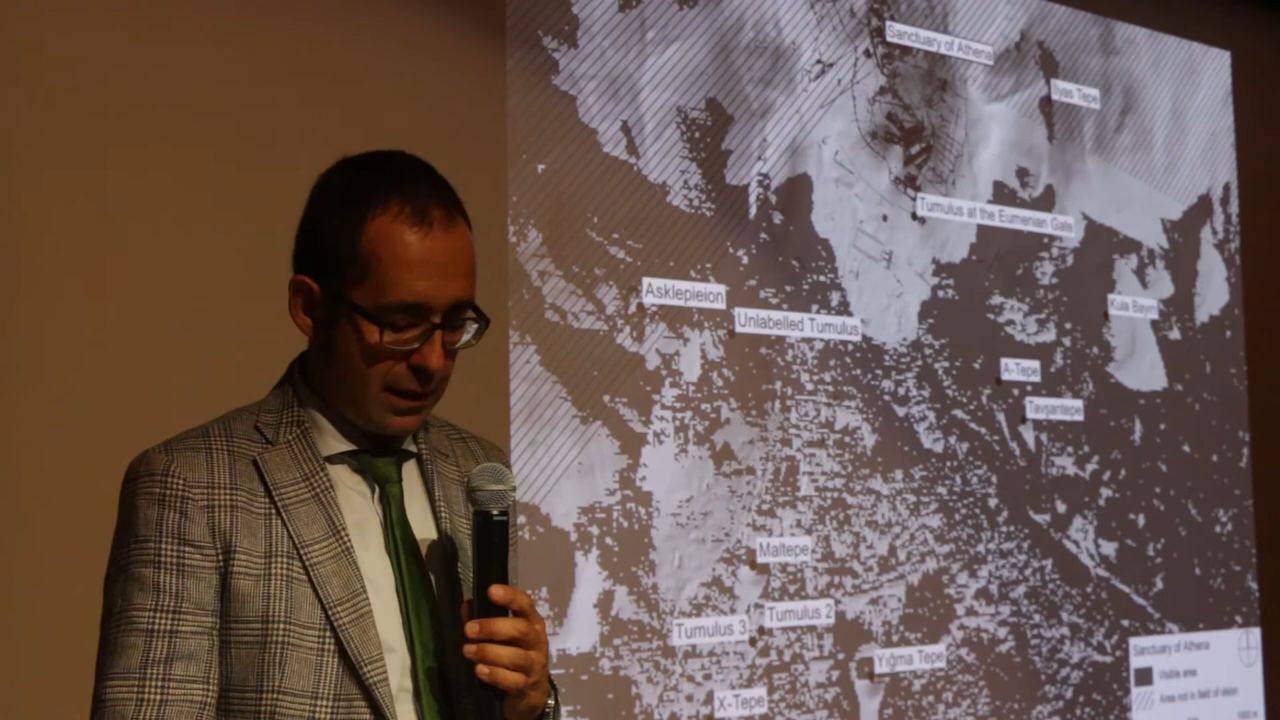 Sanctuary of Athena
Ilyas Tepe
Tumulus at the Eumenian Gate
Asklepieion
Unlabelled Tumulus
Kula Bayırı
A-Tepe
Tavşantepe
Maltepe
Tumulus 2
Tumulus 3
Yığma Tepe
X-Tepe
Sanctuary of Athena
Visible area
Area not in field of vision